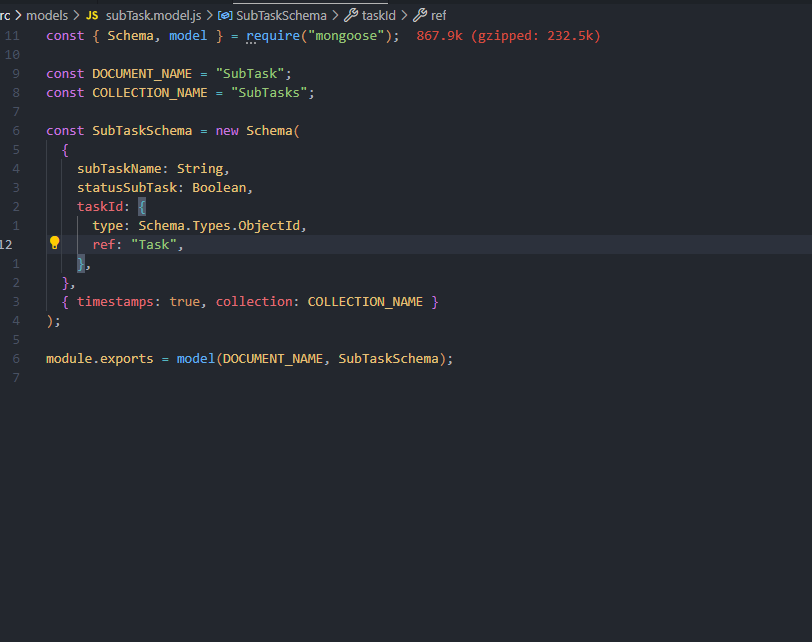 rc > models > JS subTask.model.js > SubTaskSchema > taskId > ref
11 const { Schema, model } = require("mongoose"); 867.9k (gzipped: 232.5k)
10
9 const DOCUMENT_NAME = "SubTask";
8 const COLLECTION_NAME = "SubTasks";
7
6 const SubTaskSchema = new Schema(
5 {
4 subTaskName: String,
3 statusSubTask: Boolean,
2 taskId: {
1 type: Schema.Types.ObjectId,
12 ref: "Task",
1 },
2 },
3 { timestamps: true, collection: COLLECTION_NAME }
4 );
5
6 module.exports = model(DOCUMENT_NAME, SubTaskSchema);
7